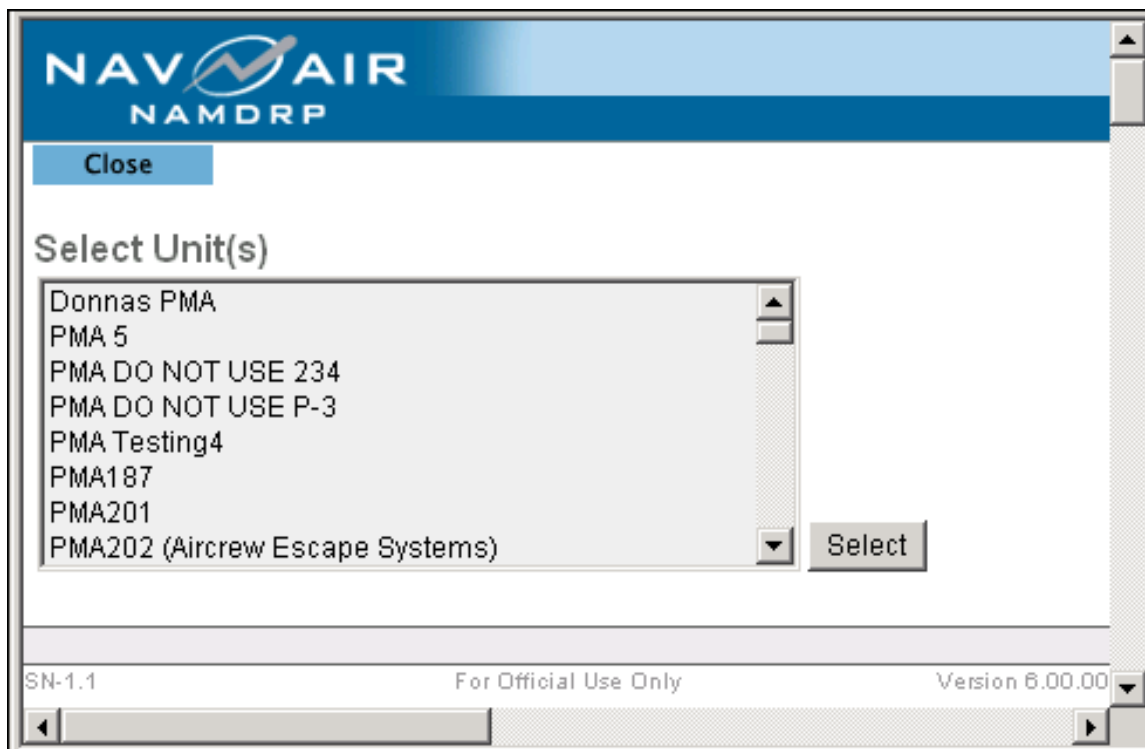 NAVAIR
NAMDRP
Close
Select Unit(s)
Donnas PMA
PMA 5
PMA DO NOT USE 234
PMA DO NOT USE P-3
PMA Testing4
PMA187
PMA201
PMA202 (Aircrew Escape Systems)
Select
SN-1.1 For Official Use Only Version 6.00.00